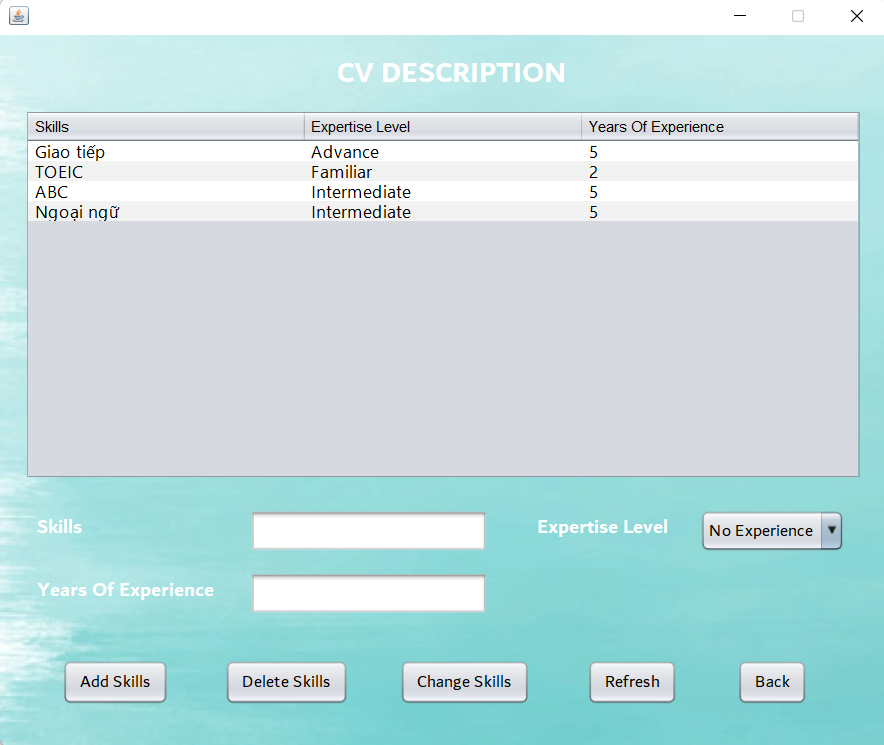 CV DESCRIPTION
Skills Expertise Level Years Of Experience
Giao tiếp Advance 5
TOEIC Familiar 2
ABC Intermediate 5
Ngoại ngữ Intermediate 5
Skills Expertise Level No Experience
Years Of Experience
Add Skills Delete Skills Change Skills Refresh Back